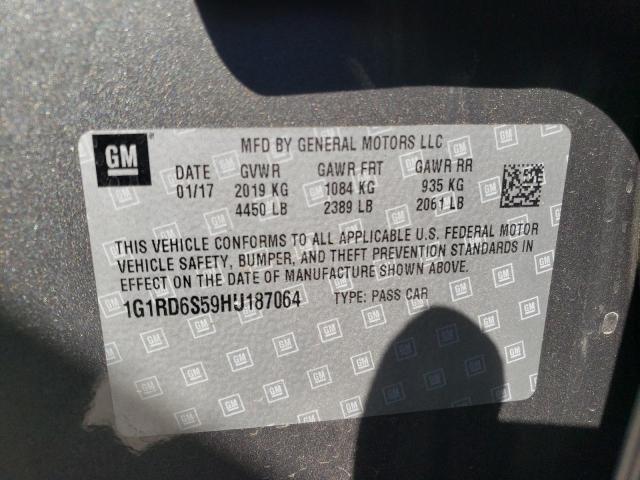 GM
MFD BY GENERAL MOTORS LLC
DATE GVWR GAWR FRT GAWR RR
01/17 2019 KG 1084 KG 935 KG
4450 LB 2389 LB 2061 LB
THIS VEHICLE CONFORMS TO ALL APPLICABLE U.S. FEDERAL MOTOR
VEHICLE SAFETY, BUMPER, AND THEFT PREVENTION STANDARDS IN
EFFECT ON THE DATE OF MANUFACTURE SHOWN ABOVE.
1G1RD6S59HU187064 TYPE: PASS CAR